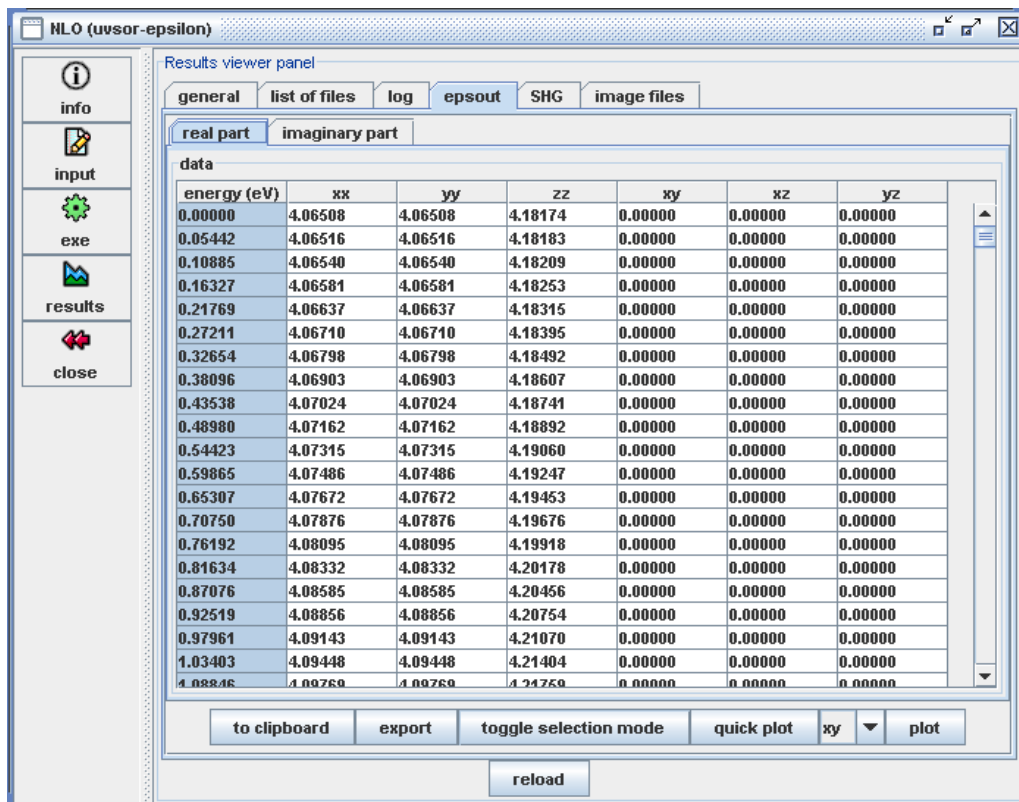 NLO (uvsor-epsilon)
info
input
exe
results
close
Results viewer panel
general list of files log epsout SHG image files
real part imaginary part
data
energy (eV) xx yy zz xy xz yz
0.00000 4.06508 4.06508 4.18174 0.00000 0.00000 0.00000
0.05442 4.06516 4.06516 4.18183 0.00000 0.00000 0.00000
0.10885 4.06540 4.06540 4.18209 0.00000 0.00000 0.00000
0.16327 4.06581 4.06581 4.18253 0.00000 0.00000 0.00000
0.21769 4.06637 4.06637 4.18315 0.00000 0.00000 0.00000
0.27211 4.06710 4.06710 4.18395 0.00000 0.00000 0.00000
0.32654 4.06798 4.06798 4.18492 0.00000 0.00000 0.00000
0.38096 4.06903 4.06903 4.18607 0.00000 0.00000 0.00000
0.43538 4.07024 4.07024 4.18741 0.00000 0.00000 0.00000
0.48980 4.07162 4.07162 4.18892 0.00000 0.00000 0.00000
0.54423 4.07315 4.07315 4.19060 0.00000 0.00000 0.00000
0.59865 4.07486 4.07486 4.19247 0.00000 0.00000 0.00000
0.65307 4.07672 4.07672 4.19453 0.00000 0.00000 0.00000
0.70750 4.07876 4.07876 4.19676 0.00000 0.00000 0.00000
0.76192 4.08095 4.08095 4.19918 0.00000 0.00000 0.00000
0.81634 4.08332 4.08332 4.20178 0.00000 0.00000 0.00000
0.87076 4.08585 4.08585 4.20456 0.00000 0.00000 0.00000
0.92519 4.08856 4.08856 4.20754 0.00000 0.00000 0.00000
0.97961 4.09143 4.09143 4.21070 0.00000 0.00000 0.00000
1.03403 4.09448 4.09448 4.21404 0.00000 0.00000 0.00000
1.08846 4.09769 4.09769 4.21759 0.00000 0.00000 0.00000
to clipboard export toggle selection mode quick plot xy plot
reload